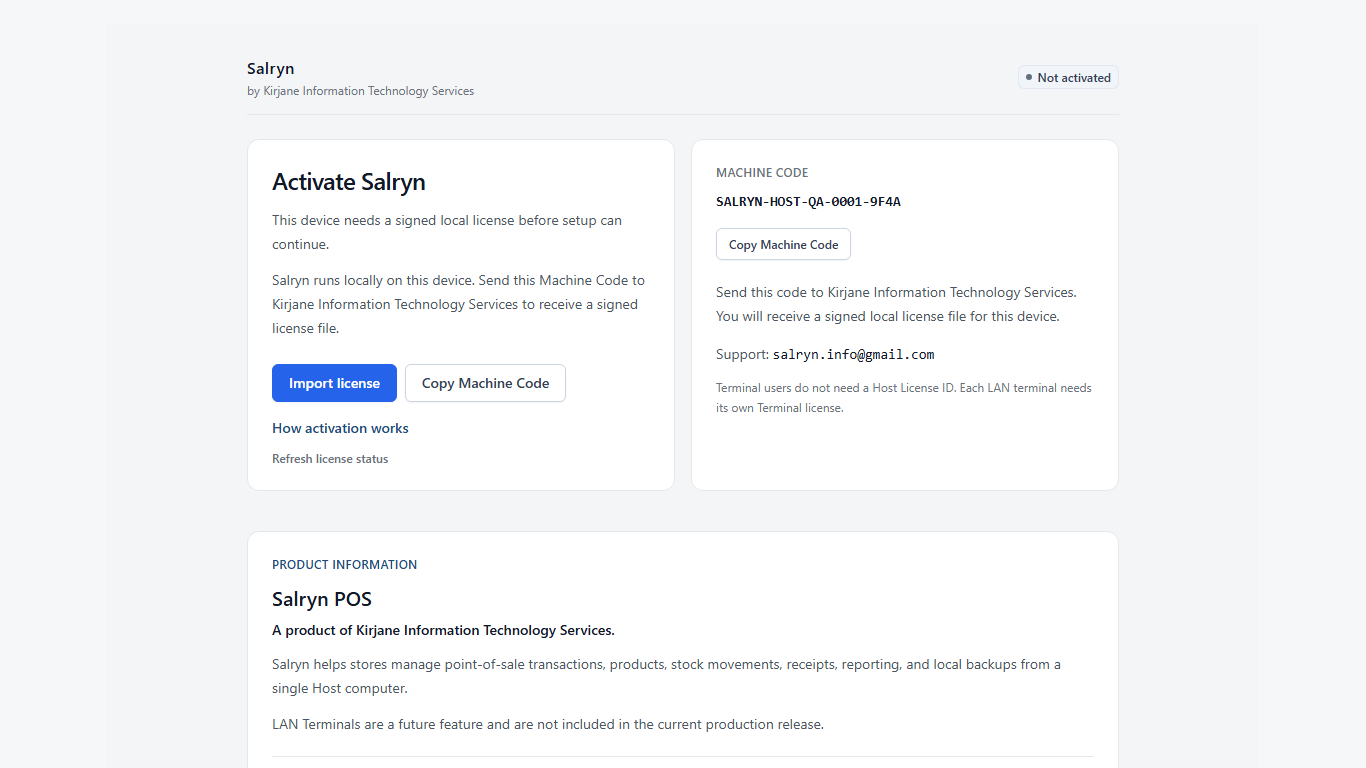 Salryn
by Kirjane Information Technology Services
Not activated
Activate Salryn
This device needs a signed local license before setup can
continue.
Salryn runs locally on this device. Send this Machine Code to
Kirjane Information Technology Services to receive a signed
license file.
Import license
Copy Machine Code
How activation works
Refresh license status
MACHINE CODE
SALRYN-HOST-QA-0001-9F4A
Copy Machine Code
Send this code to Kirjane Information Technology Services.
You will receive a signed local license file for this device.
Support: salryn.info@gmail.com
Terminal users do not need a Host License ID. Each LAN terminal needs
its own Terminal license.
PRODUCT INFORMATION
Salryn POS
A product of Kirjane Information Technology Services.
Salryn helps stores manage point-of-sale transactions, products, stock movements, receipts, reporting, and local backups from a
single Host computer.
LAN Terminals are a future feature and are not included in the current production release.